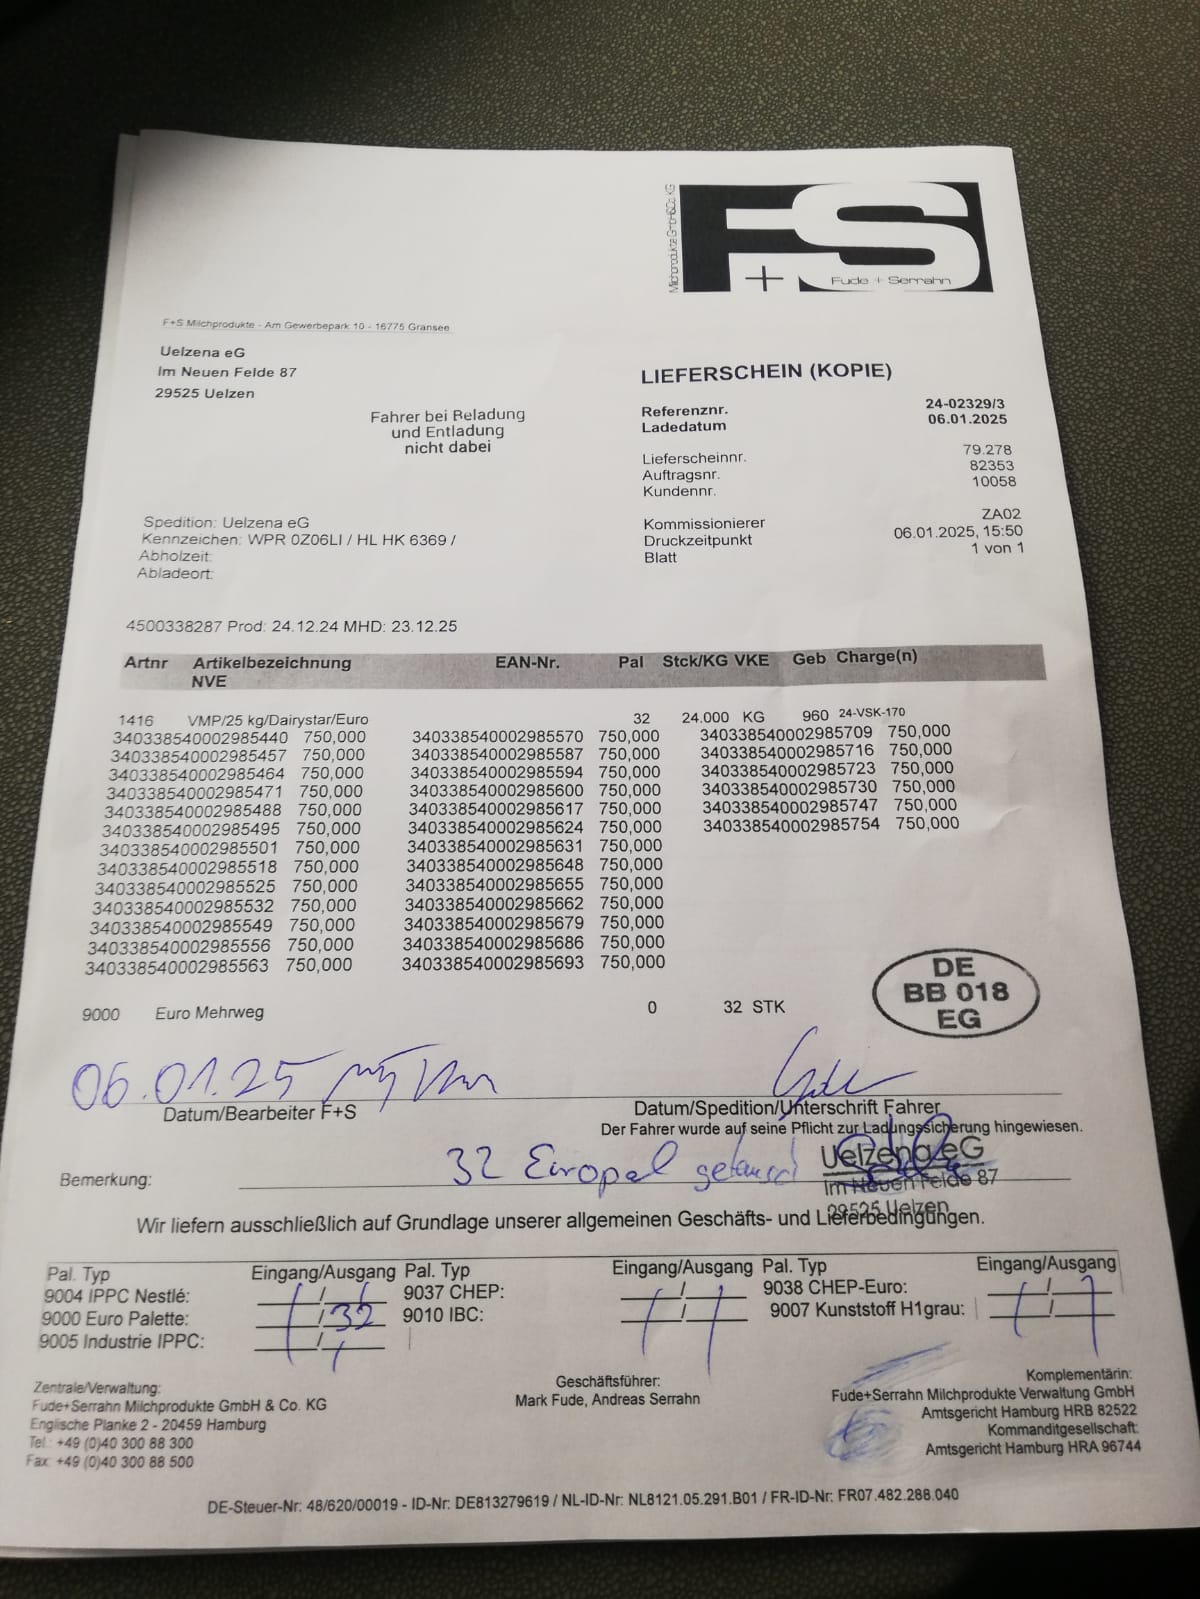 Milchprodukte GmbH&Co. KG
F+S
Fude + Serrahn
F+S Milchprodukte - Am Gewerbepark 10 - 16775 Gransee
Uelzena eG
Im Neuen Felde 87
29525 Uelzen
Fahrer bei Beladung
und Entladung
nicht dabei
LIEFERSCHEIN (KOPIE)
Referenznr. 24-02329/3
Ladedatum 06.01.2025
Lieferscheinnr. 79.278
Auftragsnr. 82353
Kundennr. 10058
Kommissionierer ZA02
Druckzeitpunkt 06.01.2025, 15:50
Blatt 1 von 1
Spedition: Uelzena eG
Kennzeichen: WPR 0Z06LI / HL HK 6369 /
Abholzeit:
Abladeort:
4500338287 Prod: 24.12.24 MHD: 23.12.25
Artnr Artikelbezeichnung EAN-Nr. Pal Stck/KG VKE Geb Charge(n)
NVE
1416 VMP/25 kg/Dairystar/Euro 32 24.000 KG 960 24-VSK-170
340338540002985440 750,000 340338540002985570 750,000 340338540002985709 750,000
340338540002985457 750,000 340338540002985587 750,000 340338540002985716 750,000
340338540002985464 750,000 340338540002985594 750,000 340338540002985723 750,000
340338540002985471 750,000 340338540002985600 750,000 340338540002985730 750,000
340338540002985488 750,000 340338540002985617 750,000 340338540002985747 750,000
340338540002985495 750,000 340338540002985624 750,000 340338540002985754 750,000
340338540002985501 750,000 340338540002985631 750,000
340338540002985518 750,000 340338540002985648 750,000
340338540002985525 750,000 340338540002985655 750,000
340338540002985532 750,000 340338540002985662 750,000
340338540002985549 750,000 340338540002985679 750,000
340338540002985556 750,000 340338540002985686 750,000
340338540002985563 750,000 340338540002985693 750,000
9000 Euro Mehrweg 0 32 STK
DE
BB 018
EG
06.01.25
Datum/Bearbeiter F+S
Datum/Spedition/Unterschrift Fahrer
Der Fahrer wurde auf seine Pflicht zur Ladungssicherung hingewiesen.
Bemerkung: 32 Europal getauscht
Uelzena eG
Im Neuen Felde 87
29525 Uelzen
Wir liefern ausschließlich auf Grundlage unserer allgemeinen Geschäfts- und Lieferbedingungen.
Pal. Typ Eingang/Ausgang Pal. Typ Eingang/Ausgang Pal. Typ Eingang/Ausgang
9004 IPPC Nestlé: / 9037 CHEP: / 9038 CHEP-Euro: /
9000 Euro Palette: / 32 9010 IBC: / 9007 Kunststoff H1grau: /
9005 Industrie IPPC: /
Zentrale/Verwaltung:
Fude+Serrahn Milchprodukte GmbH & Co. KG
Englische Planke 2 - 20459 Hamburg
Tel.: +49 (0)40 300 88 300
Fax: +49 (0)40 300 88 500
Geschäftsführer:
Mark Fude, Andreas Serrahn
Komplementärin:
Fude+Serrahn Milchprodukte Verwaltung GmbH
Amtsgericht Hamburg HRB 82522
Kommanditgesellschaft:
Amtsgericht Hamburg HRA 96744
DE-Steuer-Nr: 48/620/00019 - ID-Nr: DE813279619 / NL-ID-Nr: NL8121.05.291.B01 / FR-ID-Nr: FR07.482.288.040